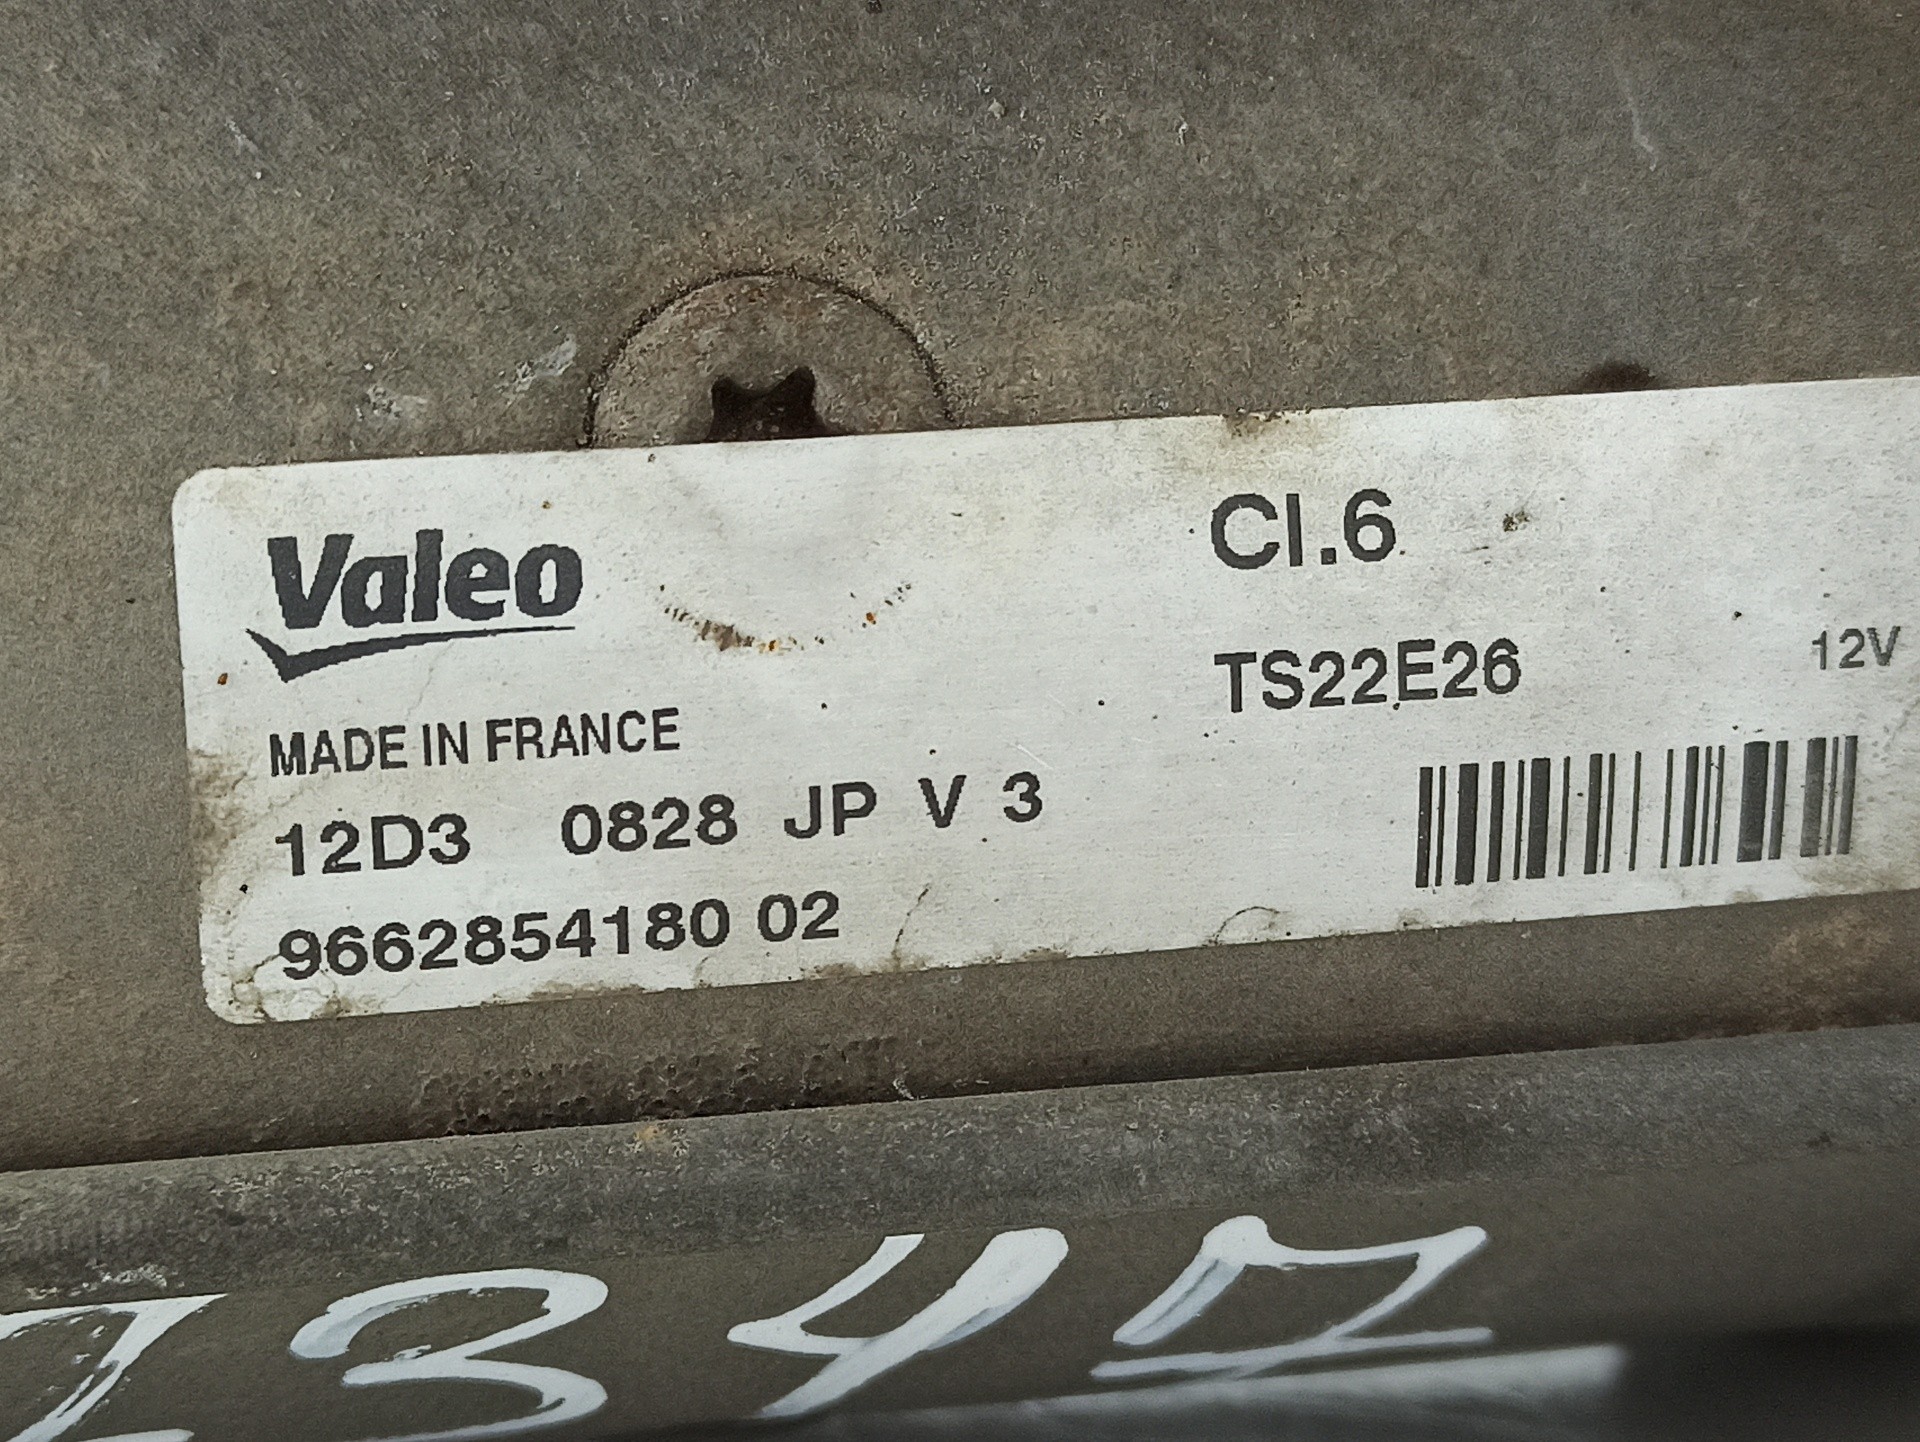 Valeo
Cl.6
TS22E26
12V
MADE IN FRANCE
12D3 0828 JP V 3
9662854180 02